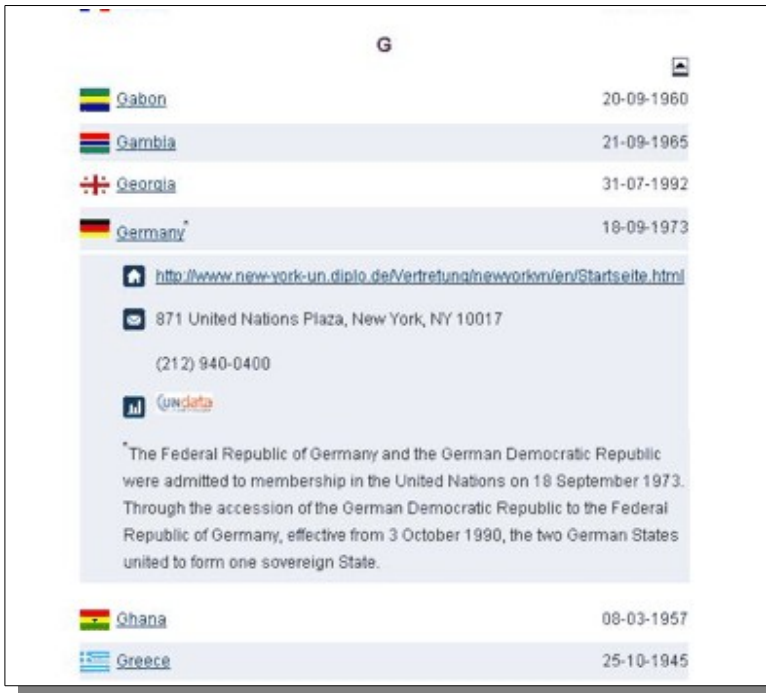 G
Gabon 20-09-1960
Gambia 21-09-1965
Georgia 31-07-1992
Germany* 18-09-1973
http://www.new-york-un.diplo.de/Vertretung/newyorkvn/en/Startseite.html
871 United Nations Plaza, New York, NY 10017
(212) 940-0400
undata
*The Federal Republic of Germany and the German Democratic Republic
were admitted to membership in the United Nations on 18 September 1973.
Through the accession of the German Democratic Republic to the Federal
Republic of Germany, effective from 3 October 1990, the two German States
united to form one sovereign State.
Ghana 08-03-1957
Greece 25-10-1945